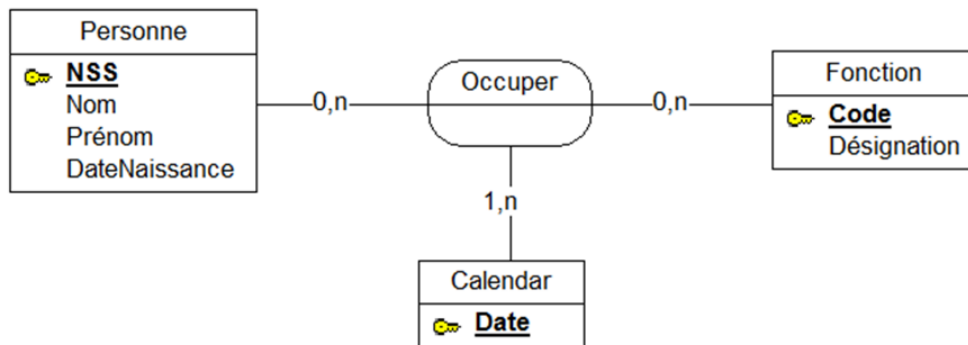 Personne
NSS
Nom
Prénom
DateNaissance
0,n
Occuper
0,n
Fonction
Code
Désignation
1,n
Calendar
Date